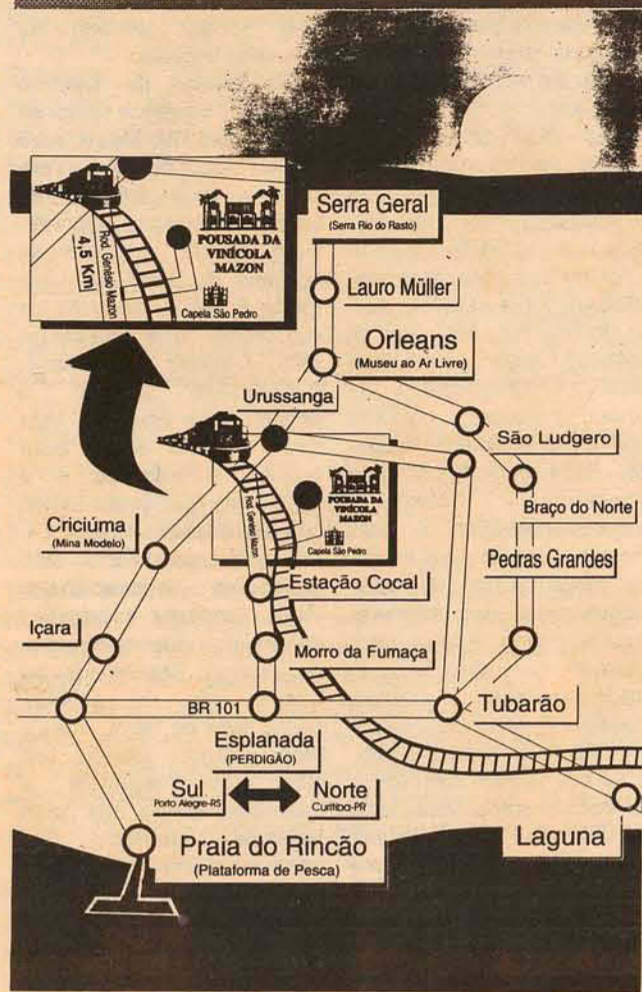 POUSADA DA
VINÍCOLA
MAZON
Rod. Genésio Mazon
4,5 Km
Capela São Pedro
Serra Geral
(Serra Rio do Rasto)
Lauro Müller
Orleans
(Museu ao Ar Livre)
Urussanga
São Ludgero
POUSADA DA
VINÍCOLA
MAZON
Rod. Genésio Mazon
Capela São Pedro
Braço do Norte
Criciúma
(Mina Modelo)
Pedras Grandes
Estação Cocal
Içara
Morro da Fumaça
BR 101
Tubarão
Esplanada
(PERDIGÃO)
Sul
Porto Alegre-RS
Norte
Curitiba-PR
Praia do Rincão
(Plataforma de Pesca)
Laguna